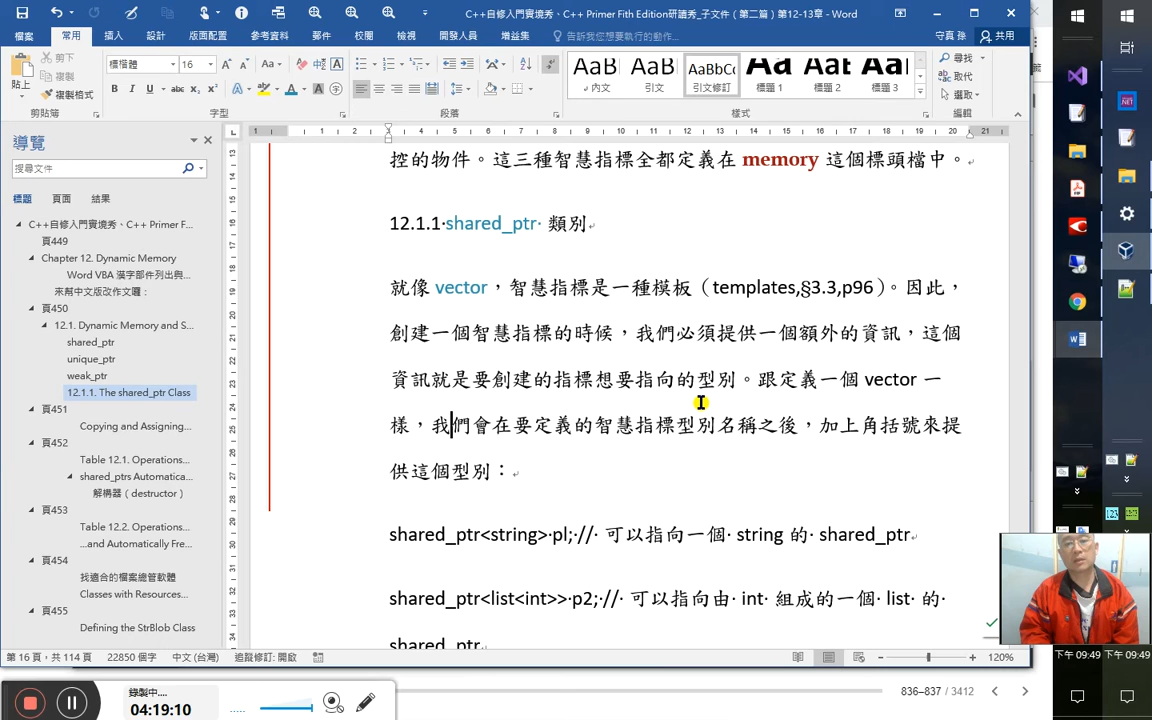 C++自修入門實境秀、C++ Primer Fith Edition研讀秀_子文件（第二篇）第12-13章 - Word
檔案 常用 插入 設計 版面配置 參考資料 郵件 校閱 檢視 開發人員 增益集 告訴我您想要執行的動作... 守真 孫 共用
貼上 剪下 複製 複製格式
標楷體 16
AaB AaB AaBbC AaB AaB AaB
內文 內文 引文修訂 標題 1 標題 2 標題 3
尋找 取代 選取
剪貼簿 字型 段落 樣式 編輯
導覽
搜尋文件
標題 頁面 結果
C++自修入門實境秀、C++ Primer F...
頁449
Chapter 12. Dynamic Memory
Word VBA 漢字部件列出與...
來幫中文版改作文囉：
頁450
12.1. Dynamic Memory and S...
shared_ptr
unique_ptr
weak_ptr
12.1.1. The shared_ptr Class
頁451
Copying and Assigning...
頁452
Table 12.1. Operations...
shared_ptrs Automatica...
解構器（destructor）
頁453
Table 12.2. Operations...
...and Automatically Fre...
頁454
找適合的檔案總管軟體
Classes with Resources...
頁455
Defining the StrBlob Class
控的物件。這三種智慧指標全都定義在 memory 這個標頭檔中。
12.1.1·shared_ptr· 類別
就像 vector，智慧指標是一種模板（templates,§3.3,p96）。因此，
創建一個智慧指標的時候，我們必須提供一個額外的資訊，這個
資訊就是要創建的指標想要指向的型別。跟定義一個 vector 一
樣，我們會在要定義的智慧指標型別名稱之後，加上角括號來提
供這個型別：
shared_ptr<string>·pl;·//· 可以指向一個· string 的· shared_ptr
shared_ptr<list<int>>·p2;·//· 可以指向由· int· 組成的一個· list· 的·
shared_ptr
第 16 頁，共 114 頁 22850 個字 中文 (台灣) 追蹤修訂: 開啟 120%
錄製中....
04:19:10
836–837 / 3412
下午 09:49 下午 09:49